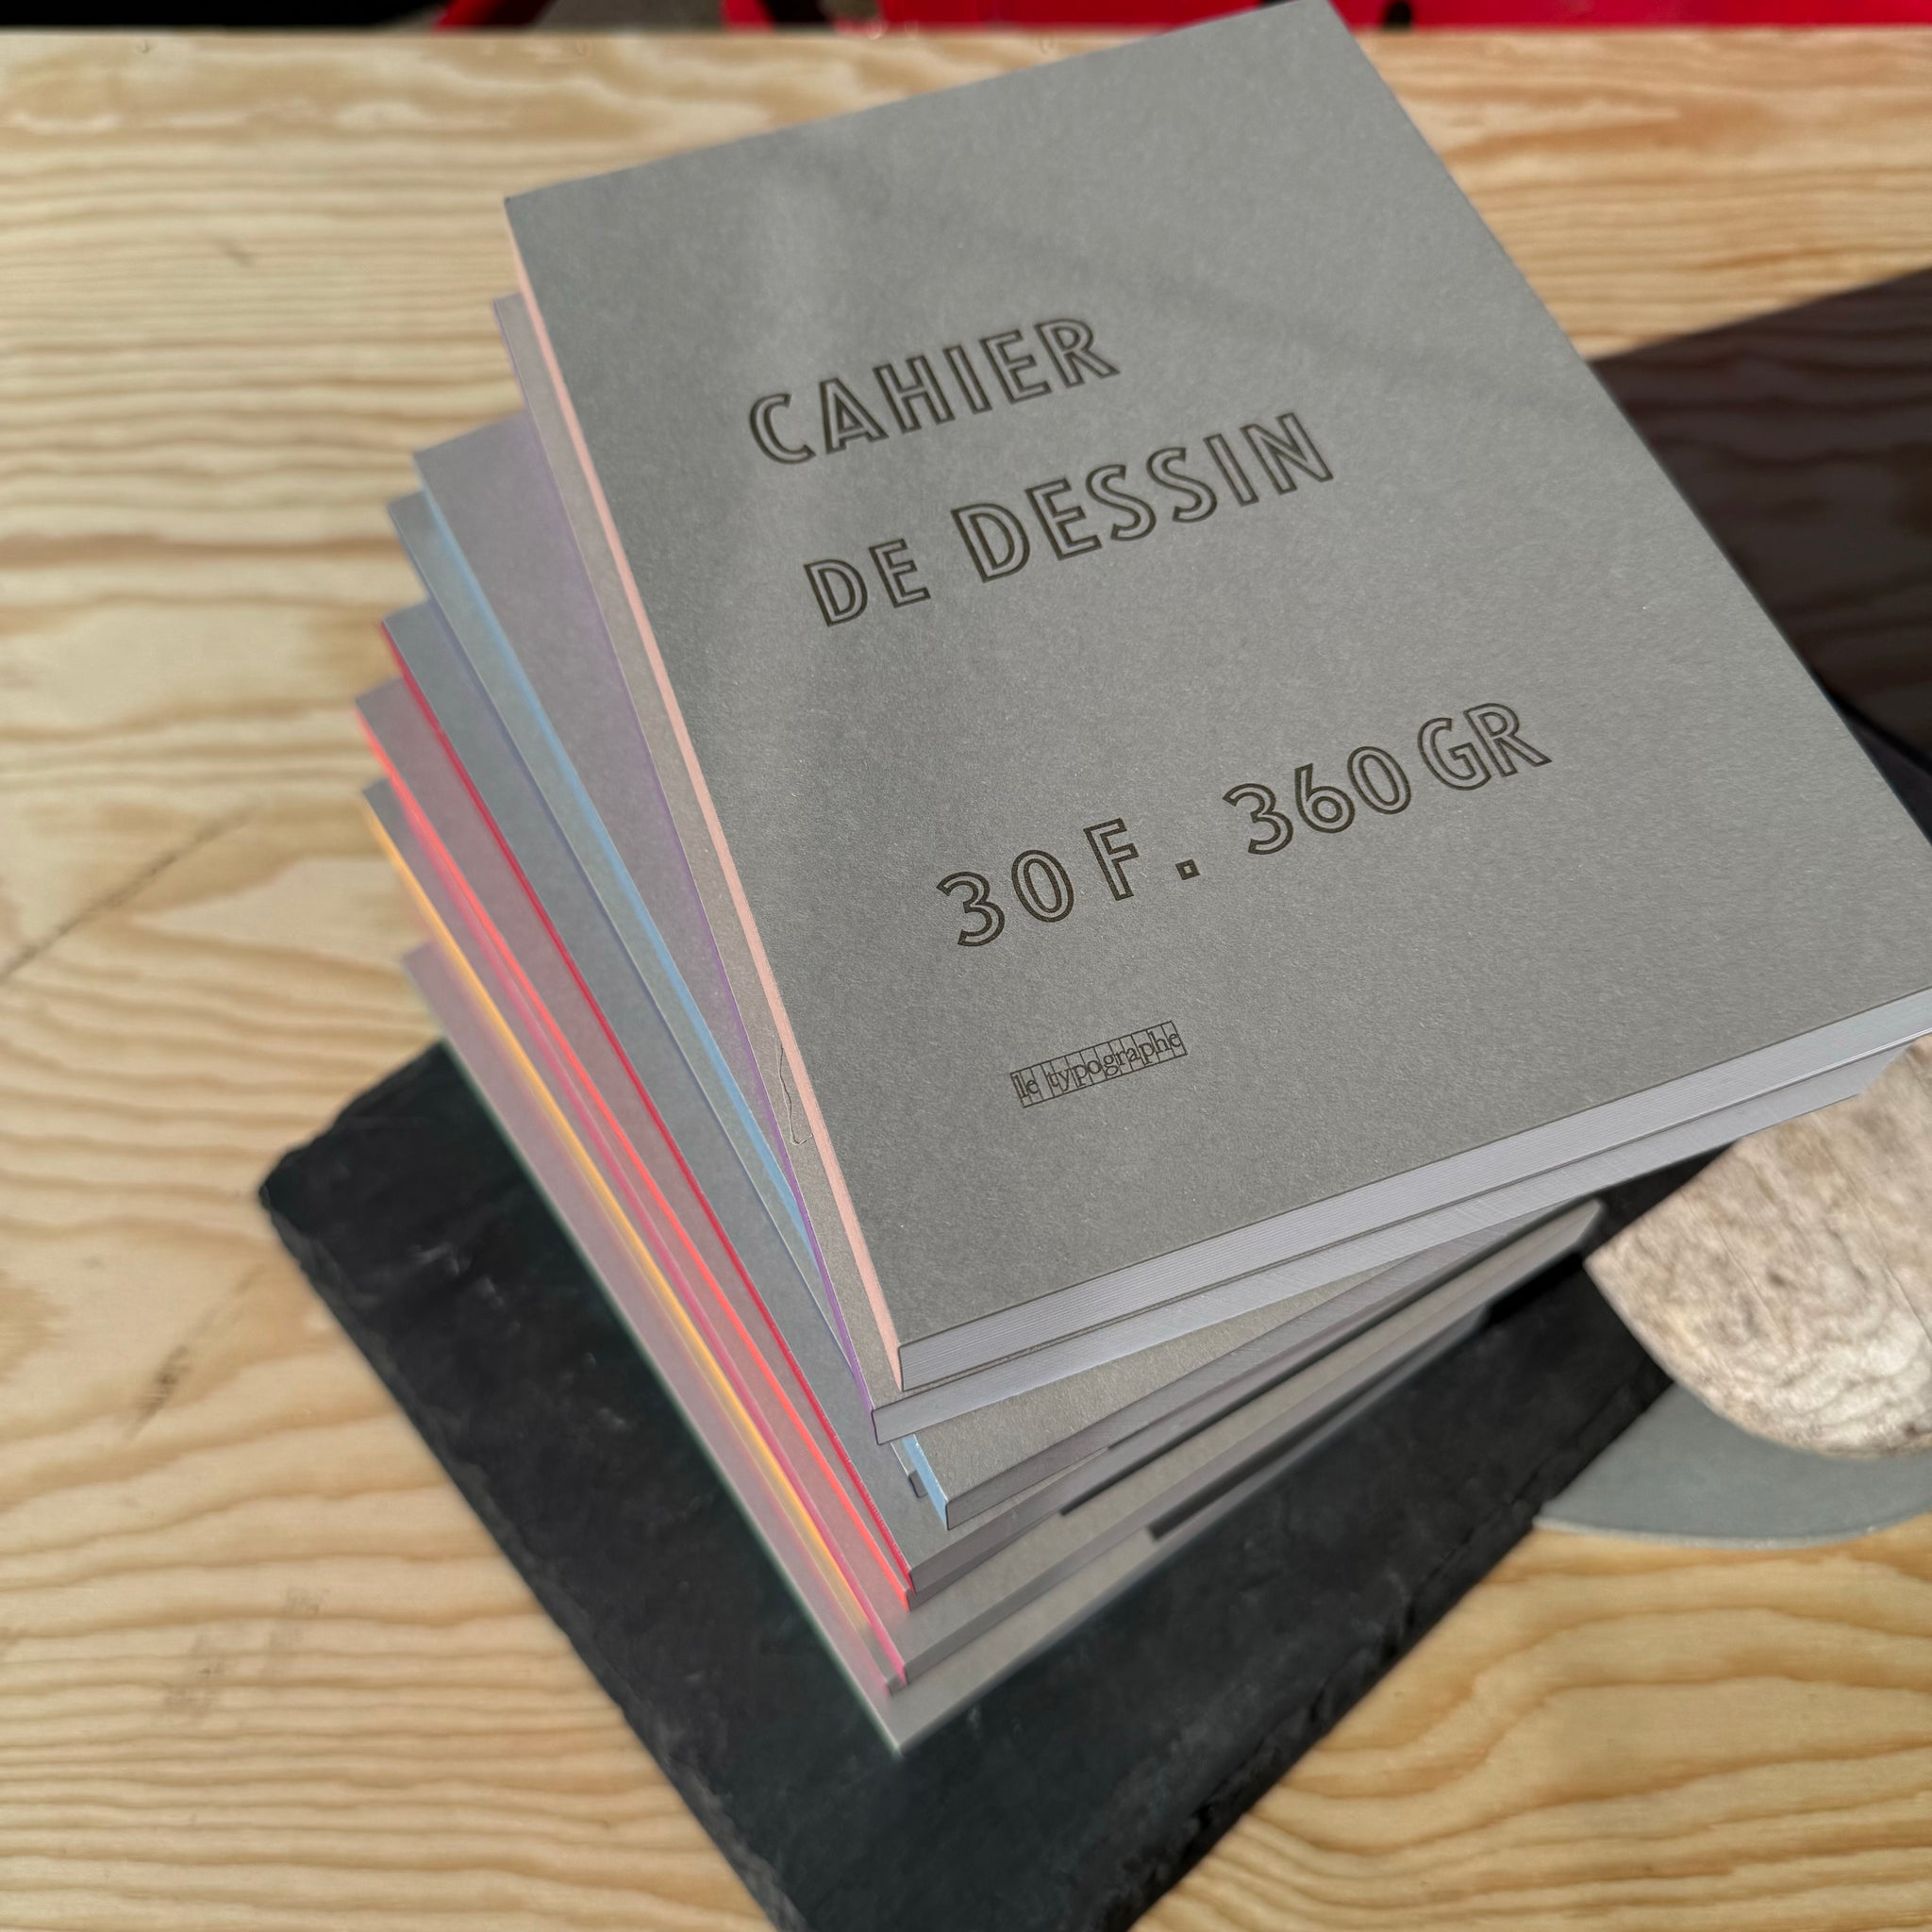 CAHIER
DE DESSIN
30 F. 360 GR
le typographe